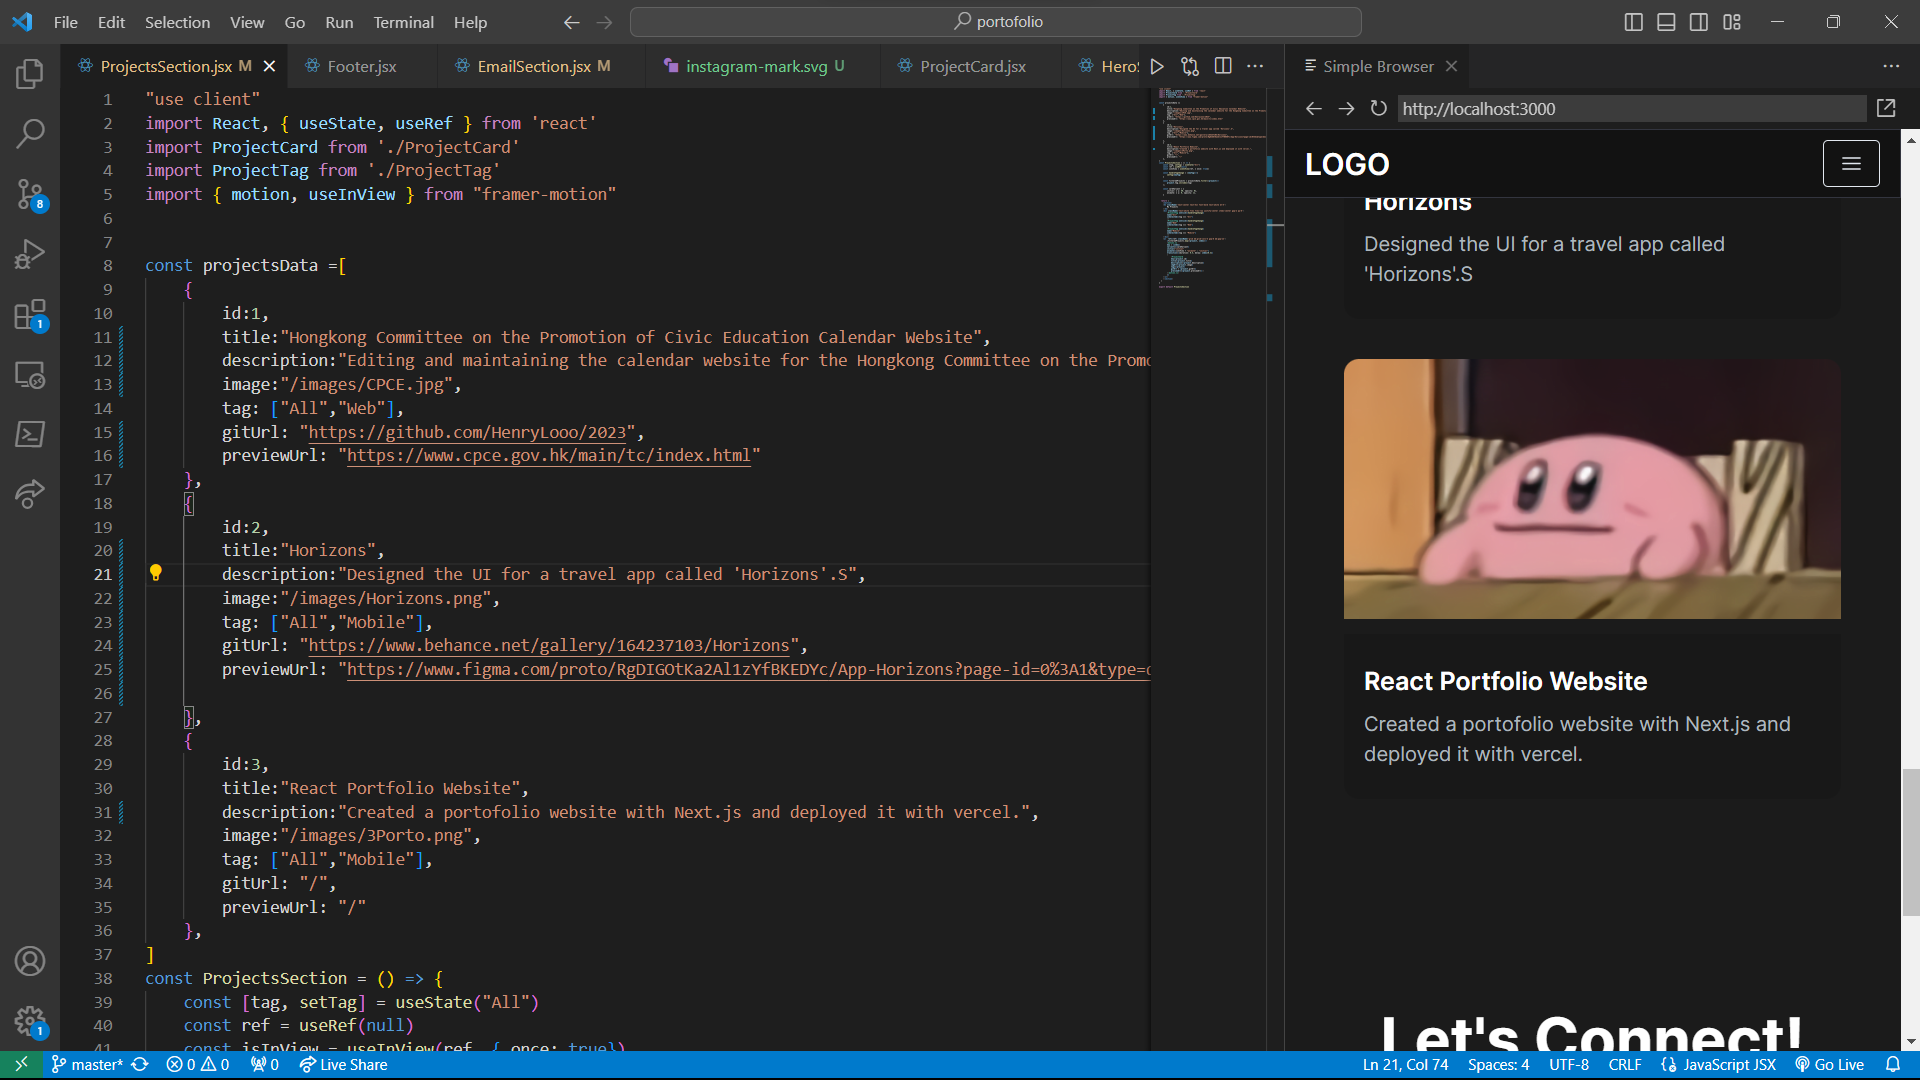 File Edit Selection View Go Run Terminal Help
portofolio
ProjectsSection.jsx M
Footer.jsx
EmailSection.jsx M
instagram-mark.svg U
ProjectCard.jsx
Hero
Simple Browser
http://localhost:3000
1 "use client"
2 import React, { useState, useRef } from 'react'
3 import ProjectCard from './ProjectCard'
4 import ProjectTag from './ProjectTag'
5 import { motion, useInView } from "framer-motion"
6
7
8 const projectsData =[
9 {
10 id:1,
11 title:"Hongkong Committee on the Promotion of Civic Education Calendar Website",
12 description:"Editing and maintaining the calendar website for the Hongkong Committee on the Promo
13 image:"/images/CPCE.jpg",
14 tag: ["All","Web"],
15 gitUrl: "https://github.com/HenryLooo/2023",
16 previewUrl: "https://www.cpce.gov.hk/main/tc/index.html"
17 },
18 {
19 id:2,
20 title:"Horizons",
21 description:"Designed the UI for a travel app called 'Horizons'.S",
22 image:"/images/Horizons.png",
23 tag: ["All","Mobile"],
24 gitUrl: "https://www.behance.net/gallery/164237103/Horizons",
25 previewUrl: "https://www.figma.com/proto/RgDIGOtKa2Al1zYfBKEDYc/App-Horizons?page-id=0%3A1&type=d
26
27 },
28 {
29 id:3,
30 title:"React Portfolio Website",
31 description:"Created a portofolio website with Next.js and deployed it with vercel.",
32 image:"/images/3Porto.png",
33 tag: ["All","Mobile"],
34 gitUrl: "/",
35 previewUrl: "/"
36 },
37 ]
38 const ProjectsSection = () => {
39 const [tag, setTag] = useState("All")
40 const ref = useRef(null)
41 const isInView = useInView(ref, { once: true})
LOGO
Horizons
Designed the UI for a travel app called
'Horizons'.S
React Portfolio Website
Created a portofolio website with Next.js and
deployed it with vercel.
Let's Connect!
8
1
1
master* 0 0 0 Live Share
Ln 21, Col 74 Spaces: 4 UTF-8 CRLF JavaScript JSX Go Live